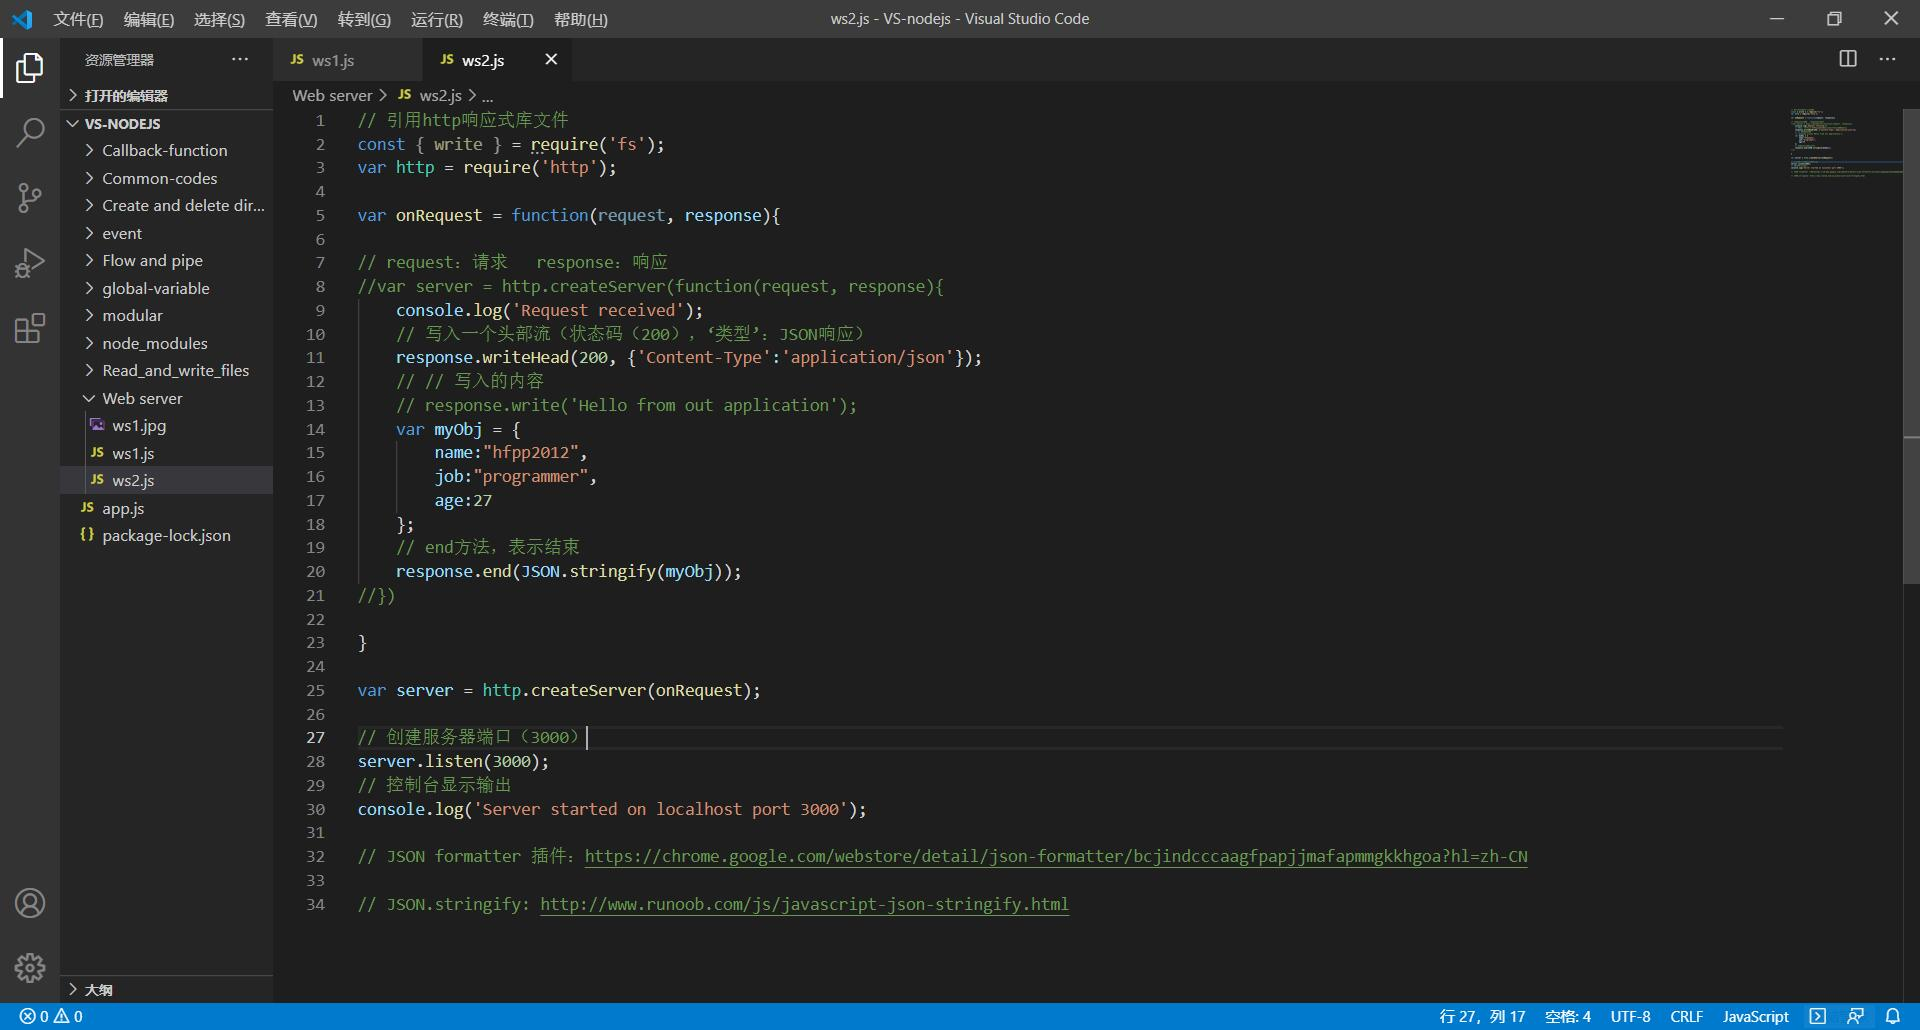 文件(F) 编辑(E) 选择(S) 查看(V) 转到(G) 运行(R) 终端(T) 帮助(H) ws2.js - VS-nodejs - Visual Studio Code
资源管理器 ···
打开的编辑器
VS-NODEJS
Callback-function
Common-codes
Create and delete dir...
event
Flow and pipe
global-variable
modular
node_modules
Read_and_write_files
Web server
ws1.jpg
JS ws1.js
JS ws2.js
JS app.js
{} package-lock.json
大纲
JS ws1.js JS ws2.js
Web server > JS ws2.js > ...
1 // 引用http响应式库文件
2 const { write } = require('fs');
3 var http = require('http');
4
5 var onRequest = function(request, response){
6
7 // request: 请求   response: 响应
8 //var server = http.createServer(function(request, response){
9     console.log('Request received');
10     // 写入一个头部流（状态码（200），‘类型’：JSON响应）
11     response.writeHead(200, {'Content-Type':'application/json'});
12     // // 写入的内容
13     // response.write('Hello from out application');
14     var myObj = {
15         name:"hfpp2012",
16         job:"programmer",
17         age:27
18     };
19     // end方法，表示结束
20     response.end(JSON.stringify(myObj));
21 //})
22
23 }
24
25 var server = http.createServer(onRequest);
26
27 // 创建服务器端口（3000）
28 server.listen(3000);
29 // 控制台显示输出
30 console.log('Server started on localhost port 3000');
31
32 // JSON formatter 插件：https://chrome.google.com/webstore/detail/json-formatter/bcjindcccaagfpapjjmafapmmgkkhgoa?hl=zh-CN
33
34 // JSON.stringify: http://www.runoob.com/js/javascript-json-stringify.html
0 0 行 27，列 17 空格: 4 UTF-8 CRLF JavaScript